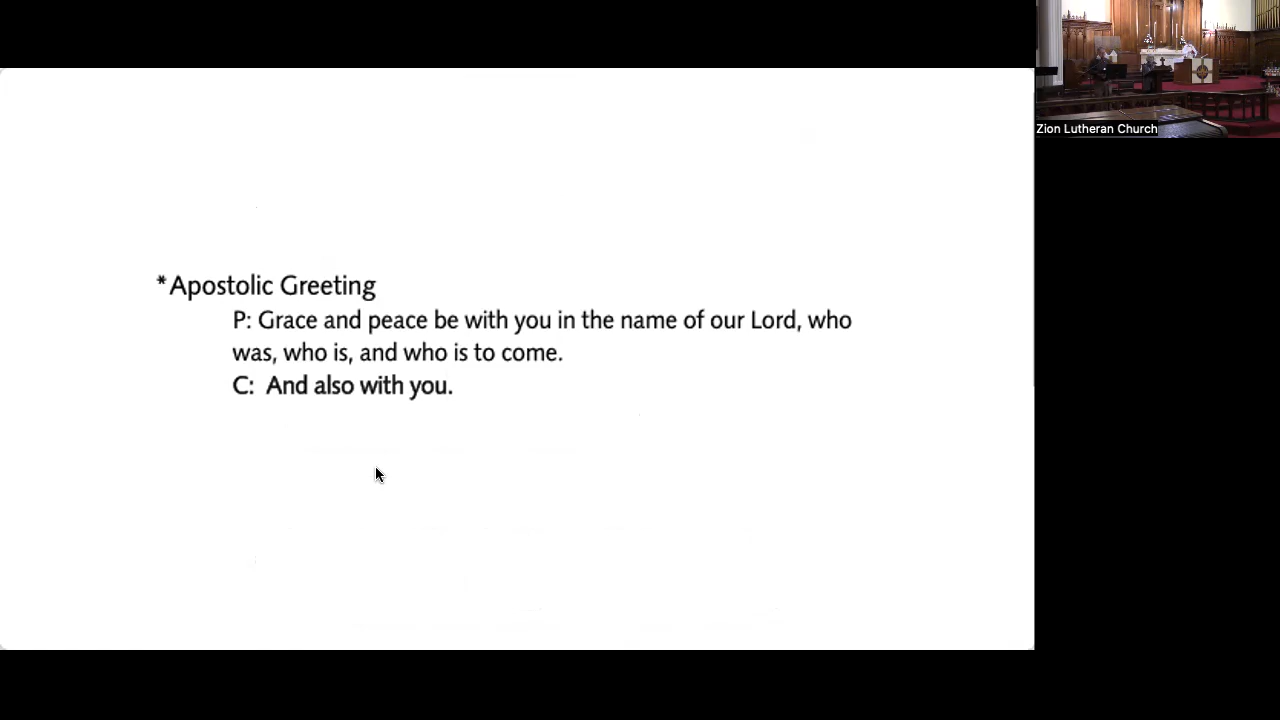 *Apostolic Greeting
P: Grace and peace be with you in the name of our Lord, who
was, who is, and who is to come.
C:  And also with you.
Zion Lutheran Church